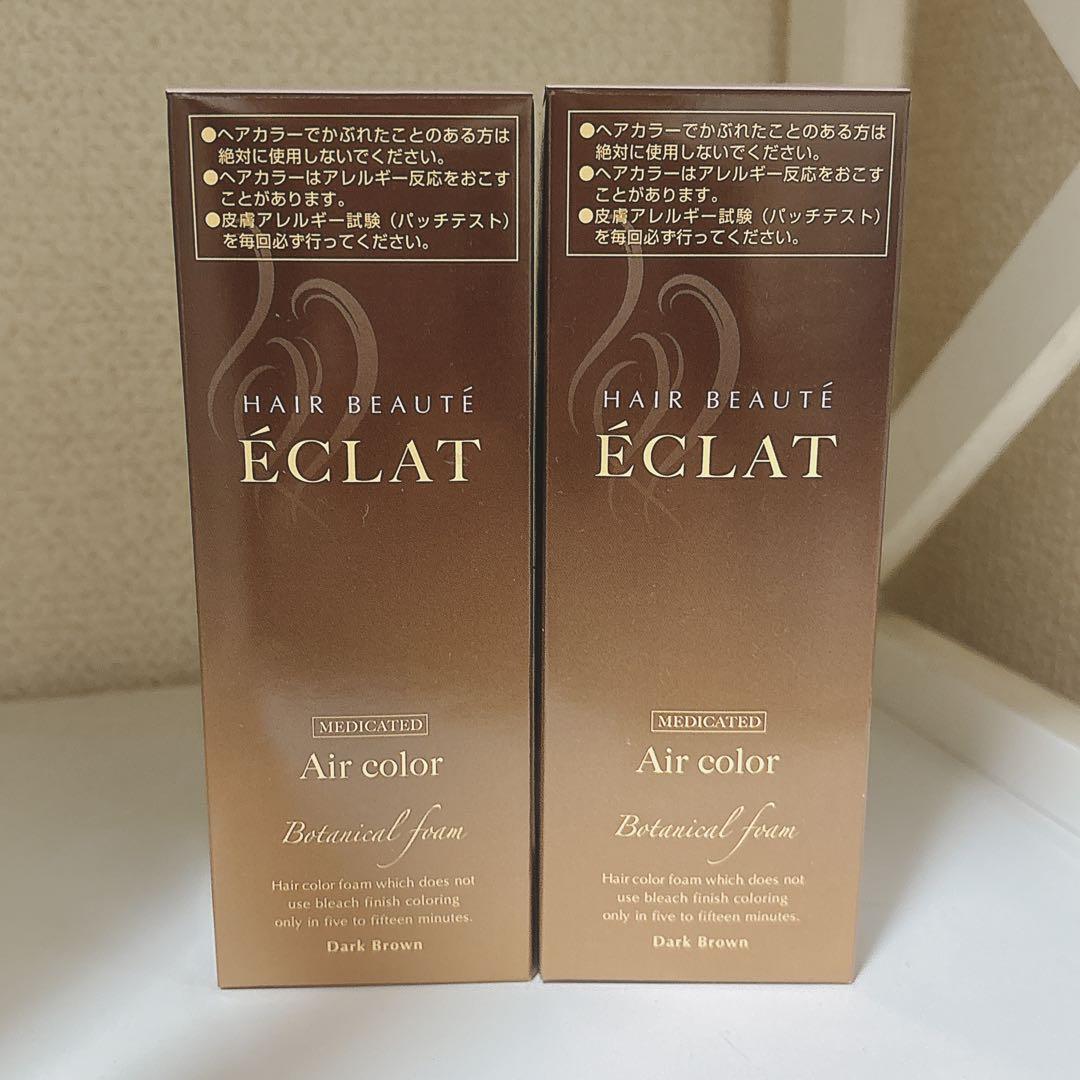 ●ヘアカラーでかぶれたことのある方は
絶対に使用しないでください。
●ヘアカラーはアレルギー反応をおこす
ことがあります。
●皮膚アレルギー試験（パッチテスト）
を毎回必ず行ってください。
HAIR BEAUTÉ
ÉCLAT
MEDICATED
Air color
Botanical foam
Hair color foam which does not
use bleach finish coloring
only in five to fifteen minutes.
Dark Brown
●ヘアカラーでかぶれたことのある方は
絶対に使用しないでください。
●ヘアカラーはアレルギー反応をおこす
ことがあります。
●皮膚アレルギー試験（パッチテスト）
を毎回必ず行ってください。
HAIR BEAUTÉ
ÉCLAT
MEDICATED
Air color
Botanical foam
Hair color foam which does not
use bleach finish coloring
only in five to fifteen minutes.
Dark Brown